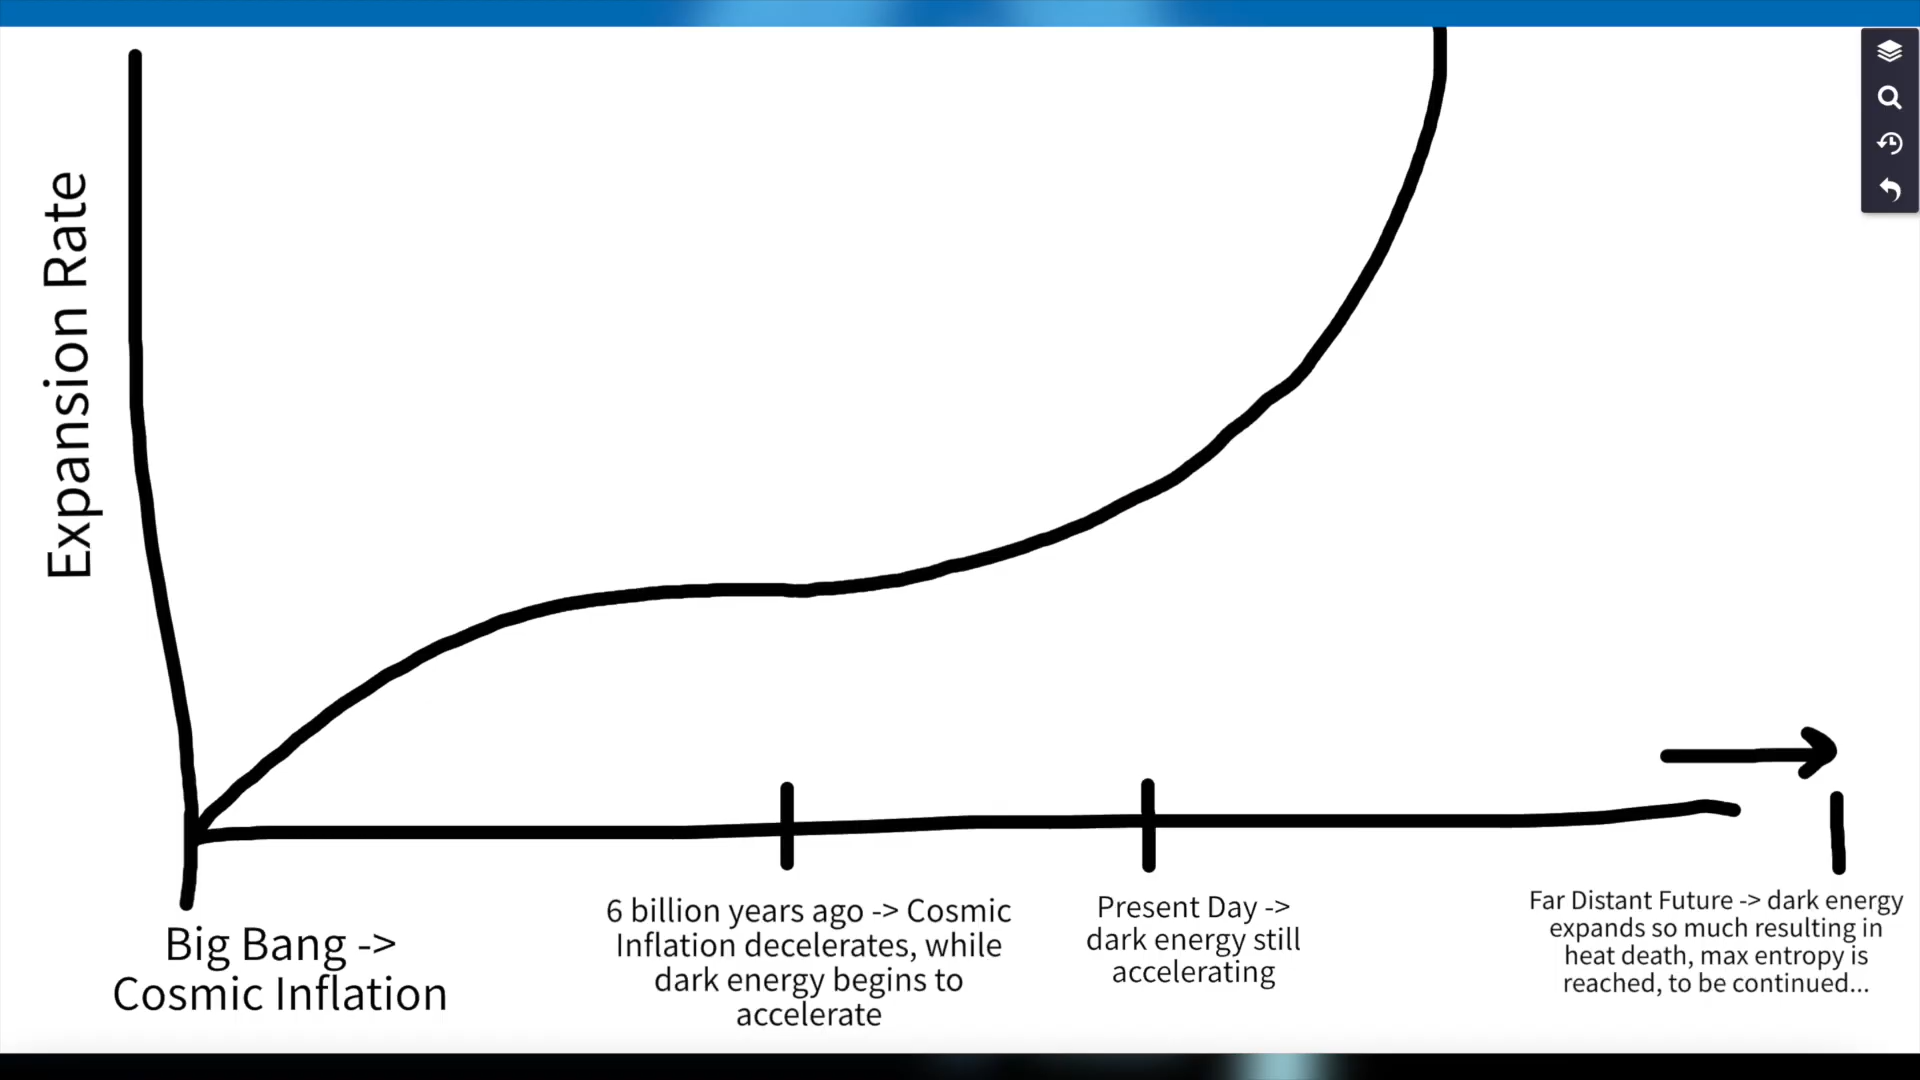 Expansion Rate
Big Bang ->
Cosmic Inflation
6 billion years ago -> Cosmic
Inflation decelerates, while
dark energy begins to
accelerate
Present Day ->
dark energy still
accelerating
Far Distant Future -> dark energy
expands so much resulting in
heat death, max entropy is
reached, to be continued...